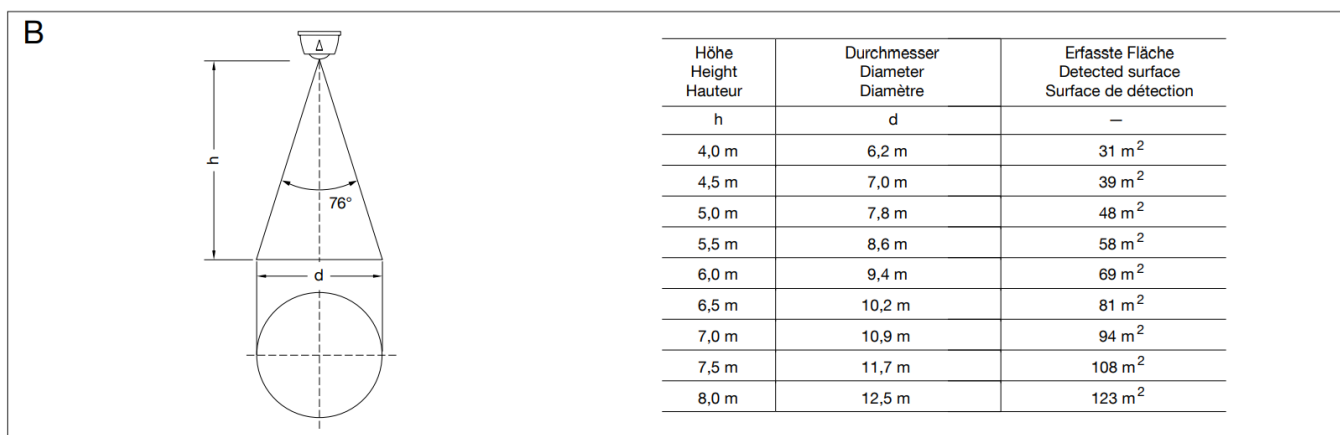 B
h
76°
d
Höhe Durchmesser Erfasste Fläche
Height Diameter Detected surface
Hauteur Diamètre Surface de détection
h d —
4,0 m 6,2 m 31 m²
4,5 m 7,0 m 39 m²
5,0 m 7,8 m 48 m²
5,5 m 8,6 m 58 m²
6,0 m 9,4 m 69 m²
6,5 m 10,2 m 81 m²
7,0 m 10,9 m 94 m²
7,5 m 11,7 m 108 m²
8,0 m 12,5 m 123 m²